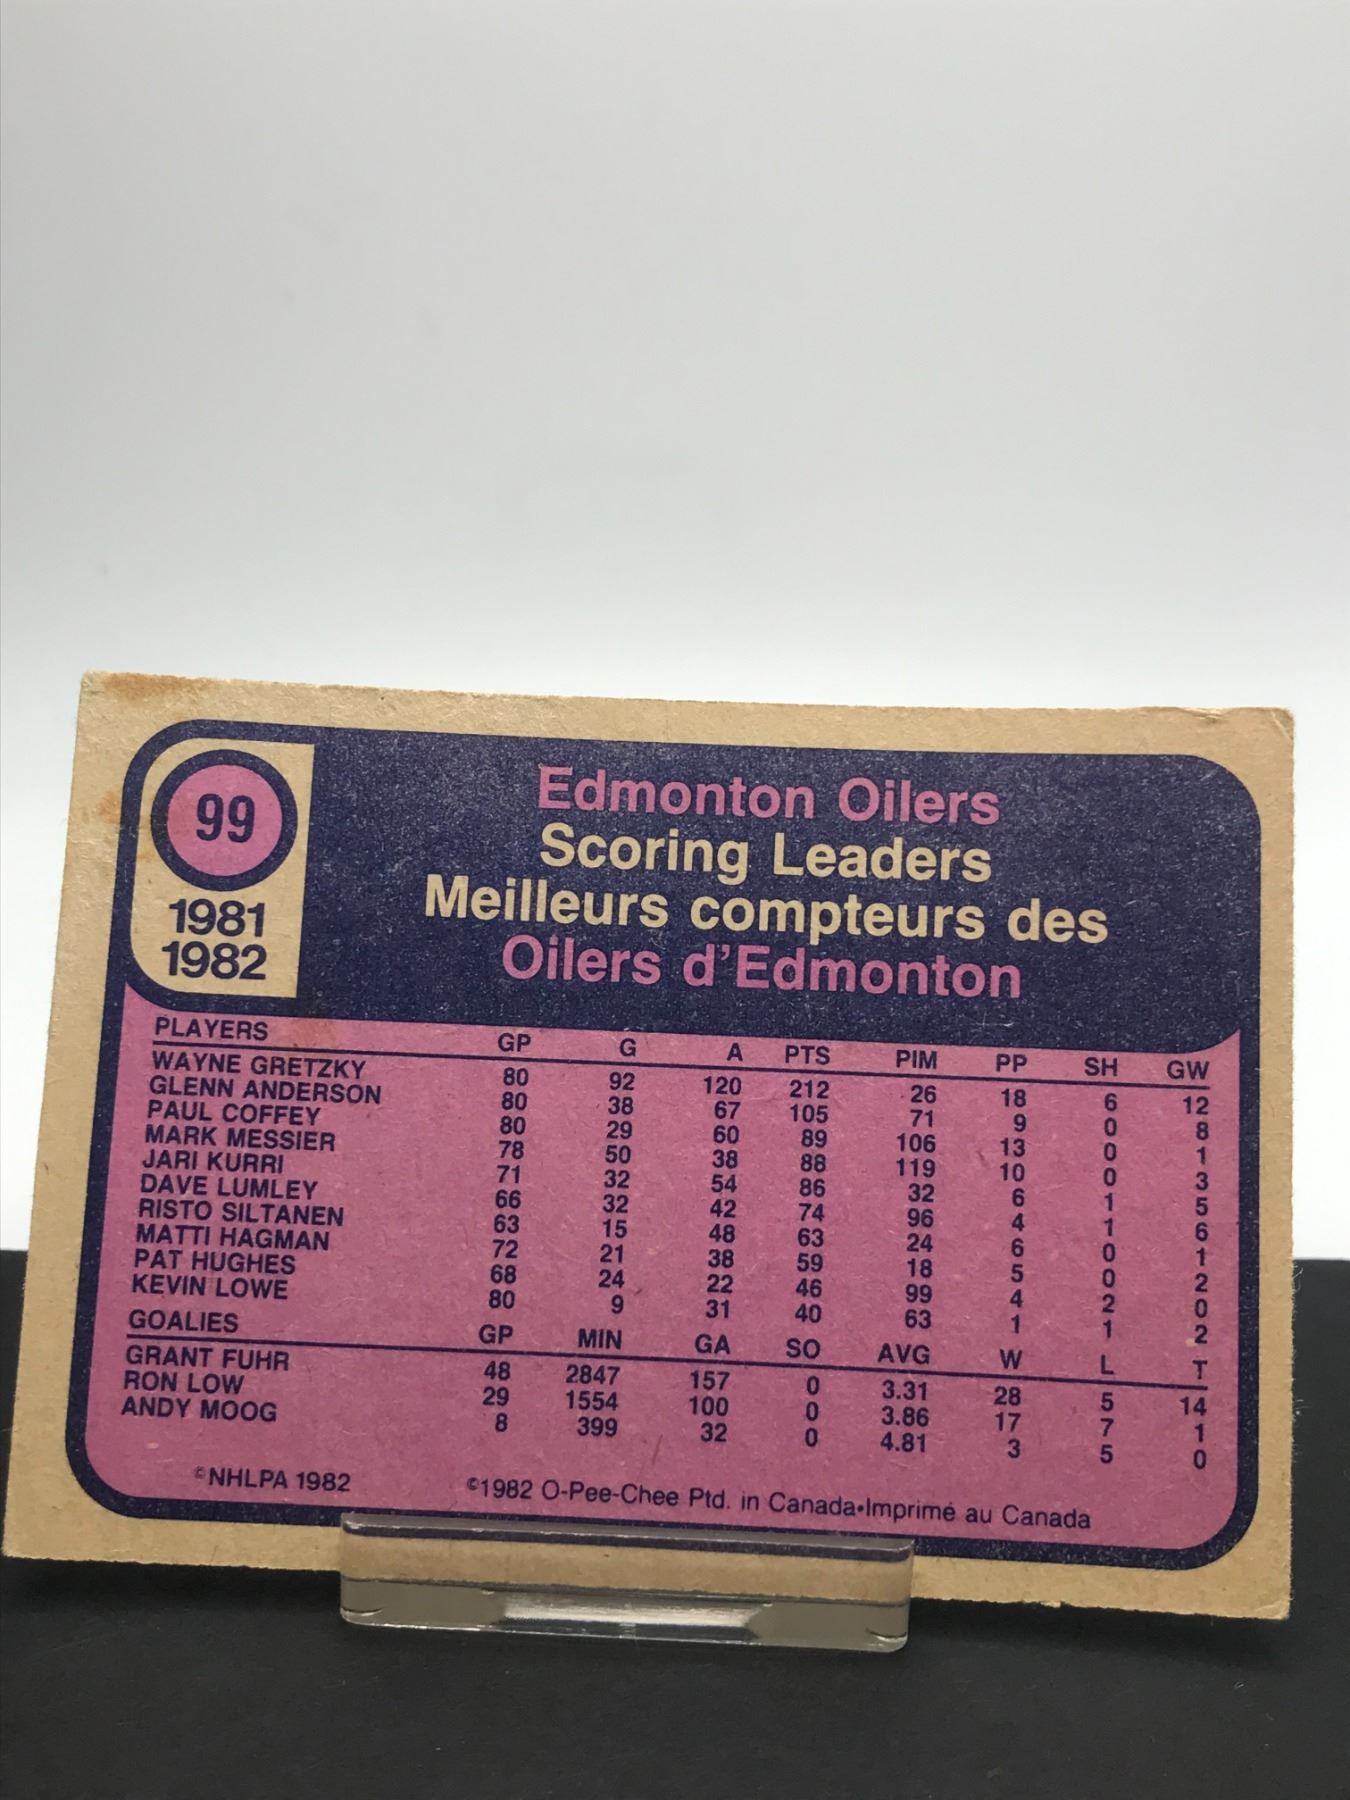 99
1981
1982
Edmonton Oilers
Scoring Leaders
Meilleurs compteurs des
Oilers d'Edmonton
PLAYERS GP G A PTS PIM PP SH GW
WAYNE GRETZKY 80 92 120 212 26 18 6 12
GLENN ANDERSON 80 38 67 105 71 9 0 8
PAUL COFFEY 80 29 60 89 106 13 0 1
MARK MESSIER 78 50 38 88 119 10 0 3
JARI KURRI 71 32 54 86 32 6 1 5
DAVE LUMLEY 66 32 42 74 96 4 1 6
RISTO SILTANEN 63 15 48 63 24 6 0 1
MATTI HAGMAN 72 21 38 59 18 5 0 2
PAT HUGHES 68 24 22 46 99 4 2 0
KEVIN LOWE 80 9 31 40 63 1 1 2
GOALIES GP MIN GA SO AVG W L T
GRANT FUHR 48 2847 157 0 3.31 28 5 14
RON LOW 29 1554 100 0 3.86 17 7 1
ANDY MOOG 8 399 32 0 4.81 3 5 0
©NHLPA 1982 ©1982 O-Pee-Chee Ptd. in Canada•Imprimé au Canada